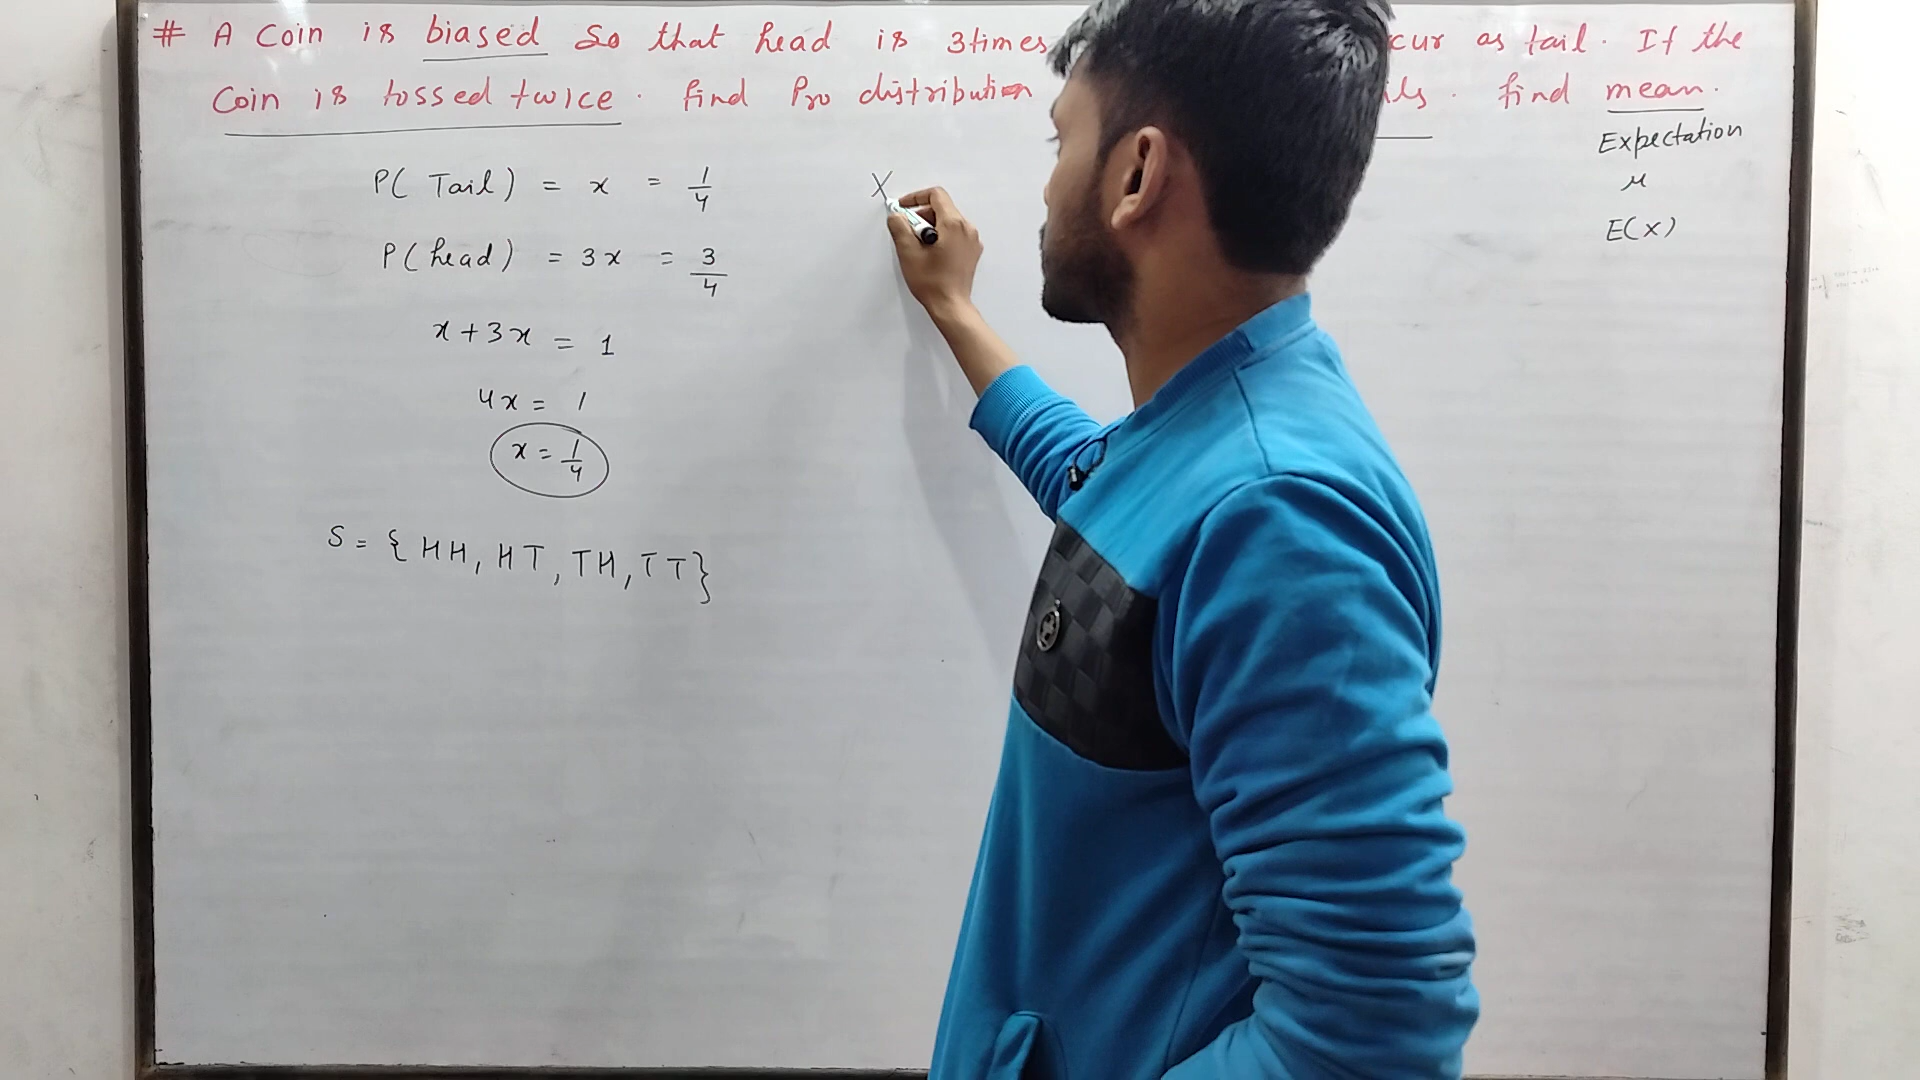 # A Coin is biased So that head is 3times cur as tail. If the
Coin is tossed twice. find Pro distribution ils. find mean.
Expectation
μ
E(x)
P( Tail) = x = 1/4
P(head) = 3x = 3/4
x+3x = 1
4x = 1
x = 1/4
S = { HH, HT, TH, TT}
X